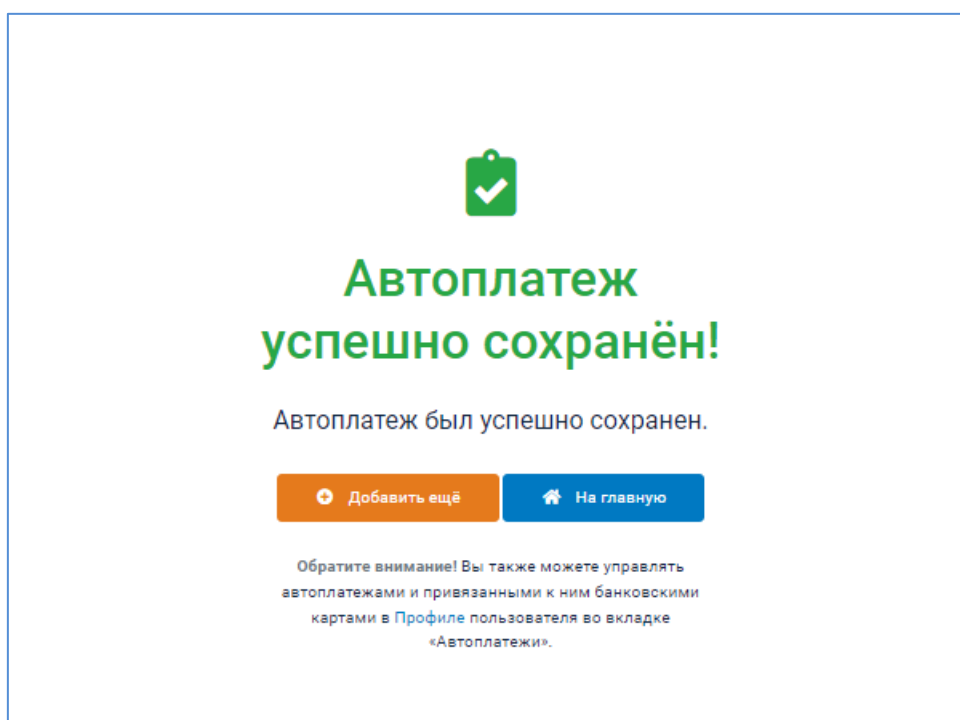 Автоплатеж
успешно сохранён!
Автоплатеж был успешно сохранен.
Добавить ещё
На главную
Обратите внимание! Вы также можете управлять
автоплатежами и привязанными к ним банковскими
картами в Профиле пользователя во вкладке
«Автоплатежи».